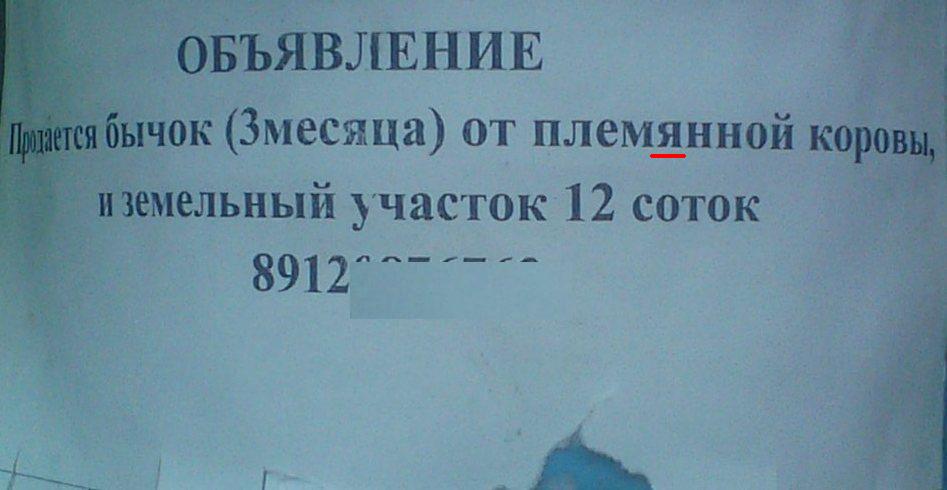 ОБЪЯВЛЕНИЕ
Продается бычок (3месяца) от племянной коровы,
и земельный участок 12 соток
8912